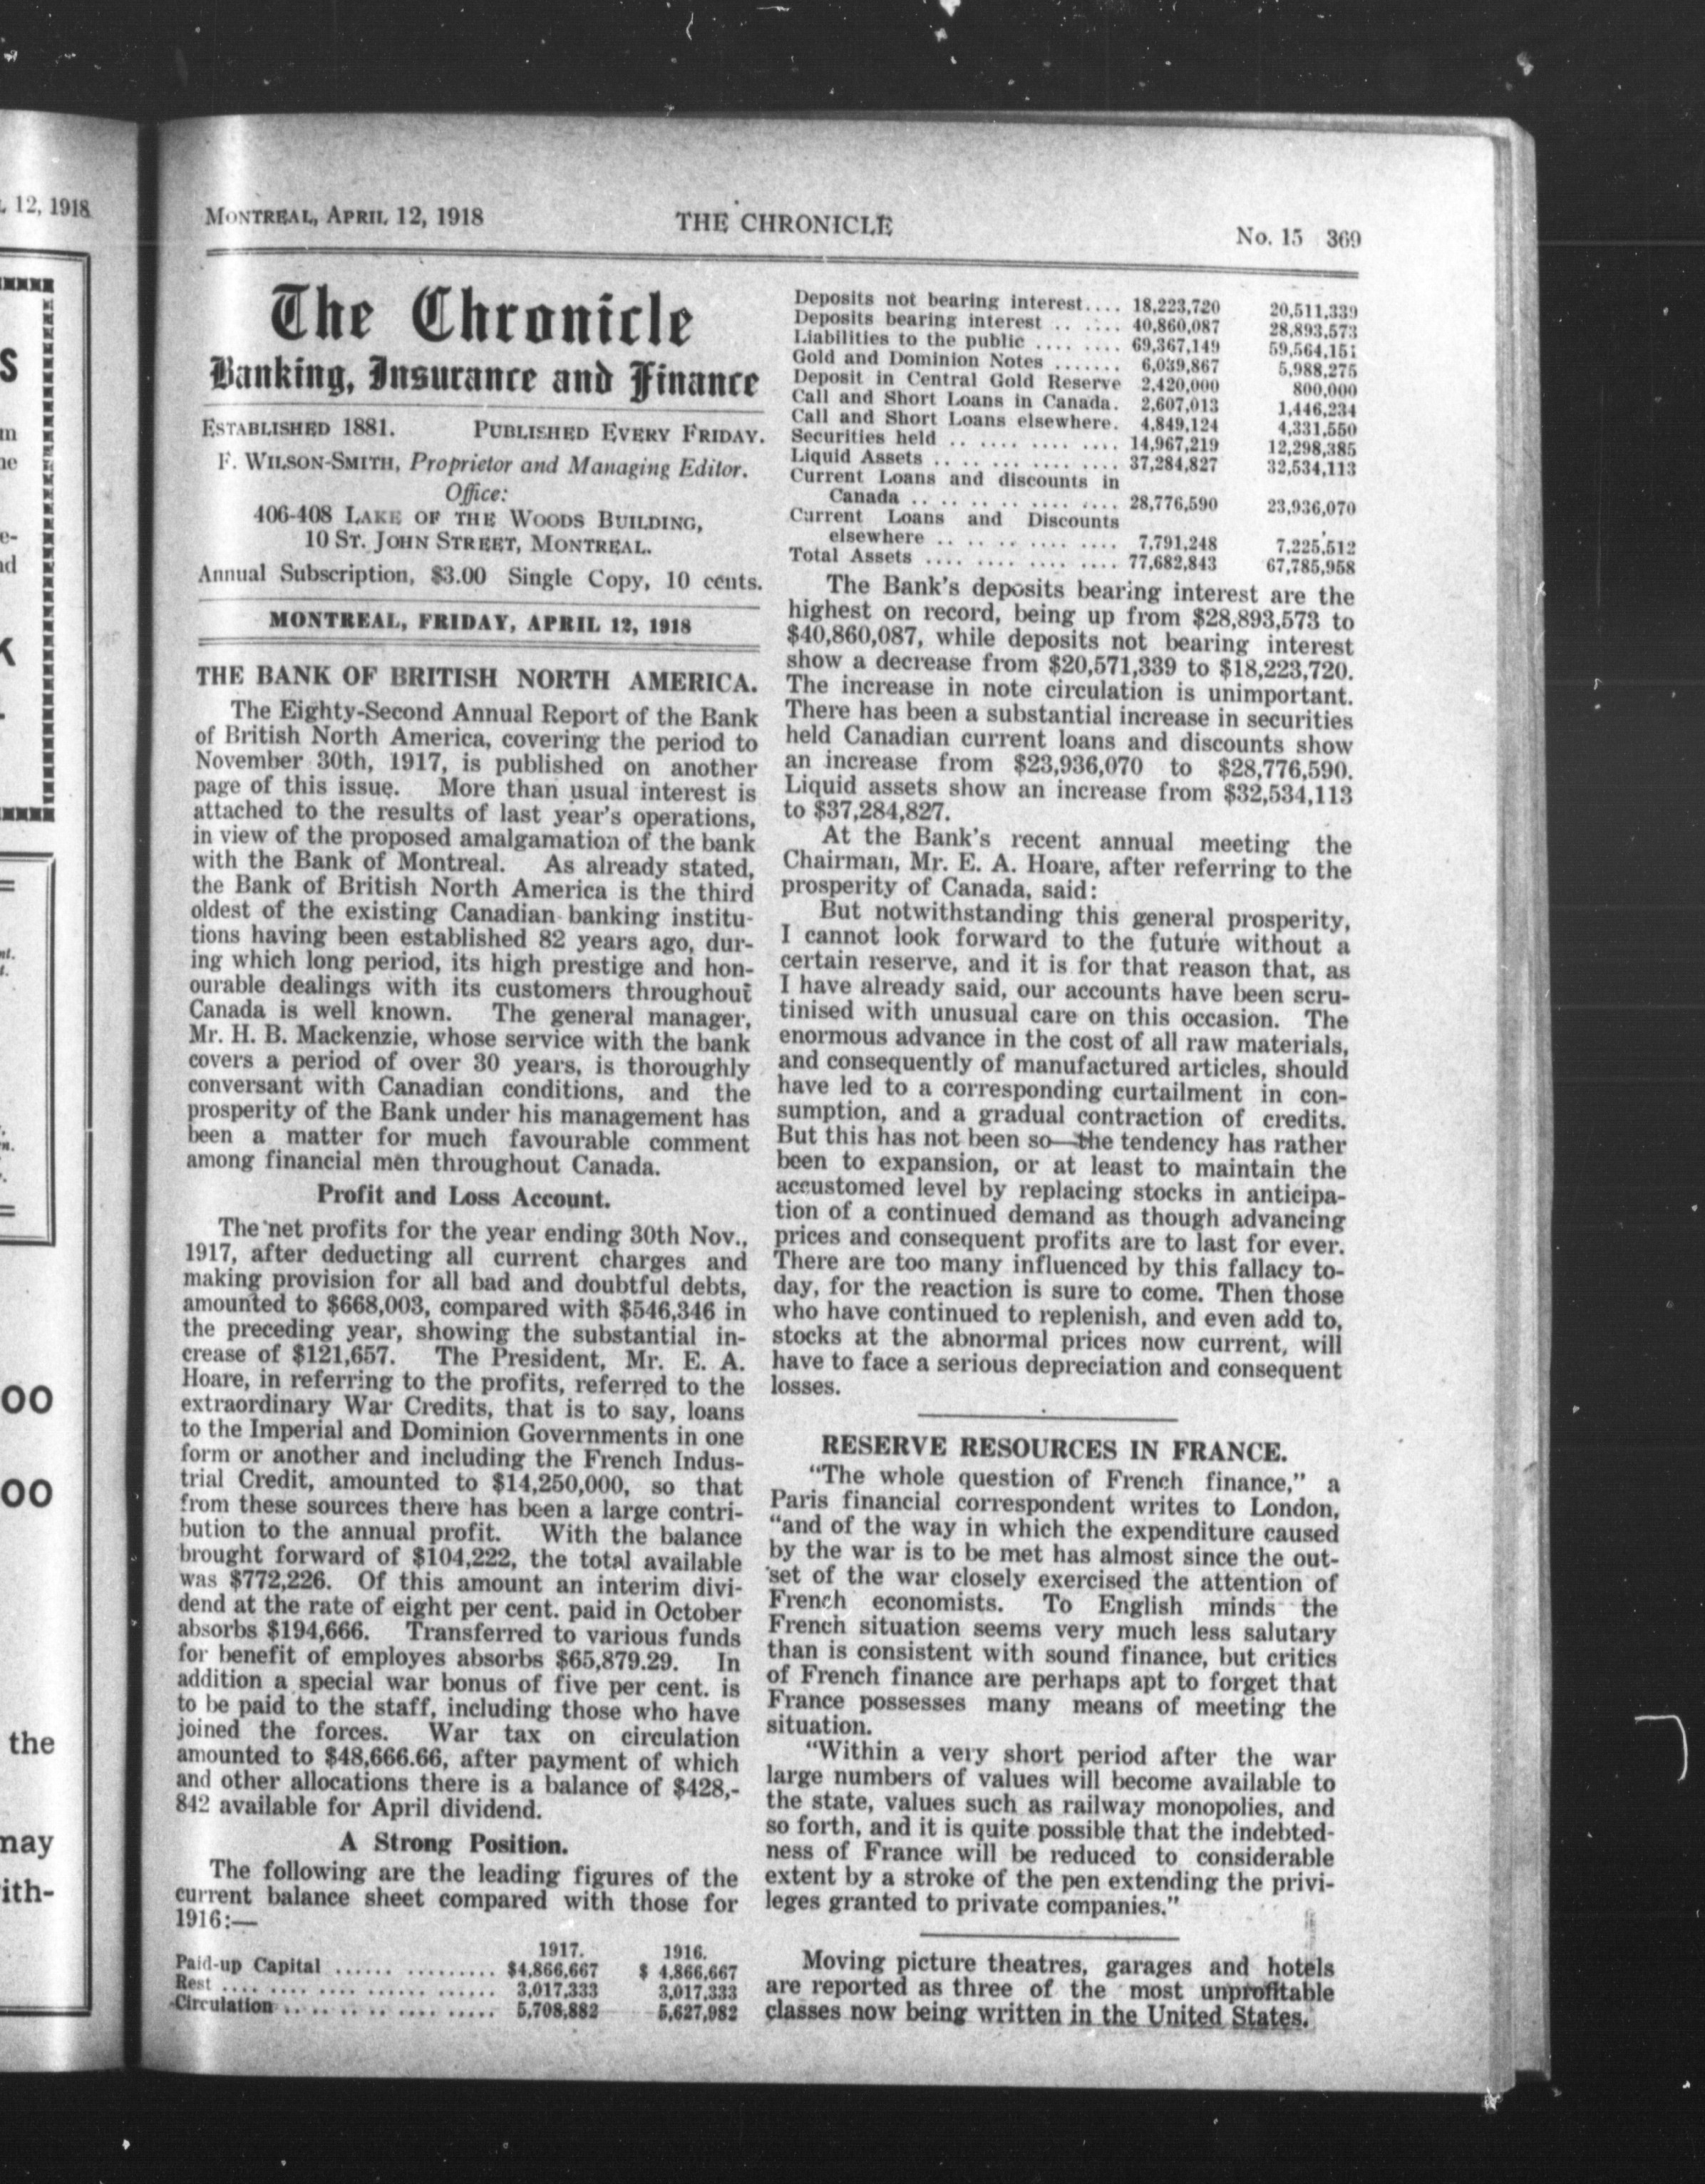 L 12, 1918
S
K
00
00
the
may
ith-
MONTREAL, APRIL 12, 1918
THE CHRONICLE
No. 15 369
The Chronicle
Banking, Insurance and Finance
ESTABLISHED 1881. PUBLISHED EVERY FRIDAY.
F. WILSON-SMITH, Proprietor and Managing Editor.
Office:
406-408 LAKE OF THE WOODS BUILDING,
10 ST. JOHN STREET, MONTREAL.
Annual Subscription, $3.00 Single Copy, 10 cents.
MONTREAL, FRIDAY, APRIL 12, 1918
THE BANK OF BRITISH NORTH AMERICA.
The Eighty-Second Annual Report of the Bank
of British North America, covering the period to
November 30th, 1917, is published on another
page of this issue. More than usual interest is
attached to the results of last year's operations,
in view of the proposed amalgamation of the bank
with the Bank of Montreal. As already stated,
the Bank of British North America is the third
oldest of the existing Canadian banking institu-
tions having been established 82 years ago, dur-
ing which long period, its high prestige and hon-
ourable dealings with its customers throughout
Canada is well known. The general manager,
Mr. H. B. Mackenzie, whose service with the bank
covers a period of over 30 years, is thoroughly
conversant with Canadian conditions, and the
prosperity of the Bank under his management has
been a matter for much favourable comment
among financial men throughout Canada.
Profit and Loss Account.
The net profits for the year ending 30th Nov.,
1917, after deducting all current charges and
making provision for all bad and doubtful debts,
amounted to $668,003, compared with $546,346 in
the preceding year, showing the substantial in-
crease of $121,657. The President, Mr. E. A.
Hoare, in referring to the profits, referred to the
extraordinary War Credits, that is to say, loans
to the Imperial and Dominion Governments in one
form or another and including the French Indus-
trial Credit, amounted to $14,250,000, so that
from these sources there has been a large contri-
bution to the annual profit. With the balance
brought forward of $104,222, the total available
was $772,226. Of this amount an interim divi-
dend at the rate of eight per cent. paid in October
absorbs $194,666. Transferred to various funds
for benefit of employes absorbs $65,879.29. In
addition a special war bonus of five per cent. is
to be paid to the staff, including those who have
joined the forces. War tax on circulation
amounted to $48,666.66, after payment of which
and other allocations there is a balance of $428,-
842 available for April dividend.
A Strong Position.
The following are the leading figures of the
current balance sheet compared with those for
1916:—
1917. 1916.
Paid-up Capital ...... ......... $4,866,667 $ 4,866,667
Rest .... .... .... ...... ...... 3,017,333 3,017,333
Circulation .. .. .. .. .... ..... 5,708,882 5,627,982
Deposits not bearing interest.... 18,223,720 20,511,339
Deposits bearing interest .. ..... 40,860,087 28,893,573
Liabilities to the public .... .... 69,367,149 59,564,151
Gold and Dominion Notes ....... 6,039,867 5,988,275
Deposit in Central Gold Reserve 2,420,000 800,000
Call and Short Loans in Canada. 2,607,013 1,446,234
Call and Short Loans elsewhere. 4,849,124 4,331,550
Securities held .. .... .... .... 14,967,219 12,298,385
Liquid Assets .. .. ... .... .... 37,284,827 32,534,113
Current Loans and discounts in
Canada .. .. .. .. .... .... 28,776,590 23,936,070
Current Loans and Discounts
elsewhere .. .. .. .... .... 7,791,248 7,225,512
Total Assets .... .... .... .... 77,682,843 67,785,958
The Bank's deposits bearing interest are the
highest on record, being up from $28,893,573 to
$40,860,087, while deposits not bearing interest
show a decrease from $20,571,339 to $18,223,720.
The increase in note circulation is unimportant.
There has been a substantial increase in securities
held Canadian current loans and discounts show
an increase from $23,936,070 to $28,776,590.
Liquid assets show an increase from $32,534,113
to $37,284,827.
At the Bank's recent annual meeting the
Chairman, Mr. E. A. Hoare, after referring to the
prosperity of Canada, said:
But notwithstanding this general prosperity,
I cannot look forward to the future without a
certain reserve, and it is for that reason that, as
I have already said, our accounts have been scru-
tinised with unusual care on this occasion. The
enormous advance in the cost of all raw materials,
and consequently of manufactured articles, should
have led to a corresponding curtailment in con-
sumption, and a gradual contraction of credits.
But this has not been so—the tendency has rather
been to expansion, or at least to maintain the
accustomed level by replacing stocks in anticipa-
tion of a continued demand as though advancing
prices and consequent profits are to last for ever.
There are too many influenced by this fallacy to-
day, for the reaction is sure to come. Then those
who have continued to replenish, and even add to,
stocks at the abnormal prices now current, will
have to face a serious depreciation and consequent
losses.
RESERVE RESOURCES IN FRANCE.
"The whole question of French finance," a
Paris financial correspondent writes to London,
"and of the way in which the expenditure caused
by the war is to be met has almost since the out-
set of the war closely exercised the attention of
French economists. To English minds the
French situation seems very much less salutary
than is consistent with sound finance, but critics
of French finance are perhaps apt to forget that
France possesses many means of meeting the
situation.
"Within a very short period after the war
large numbers of values will become available to
the state, values such as railway monopolies, and
so forth, and it is quite possible that the indebted-
ness of France will be reduced to considerable
extent by a stroke of the pen extending the privi-
leges granted to private companies."
Moving picture theatres, garages and hotels
are reported as three of the most unprofitable
classes now being written in the United States.